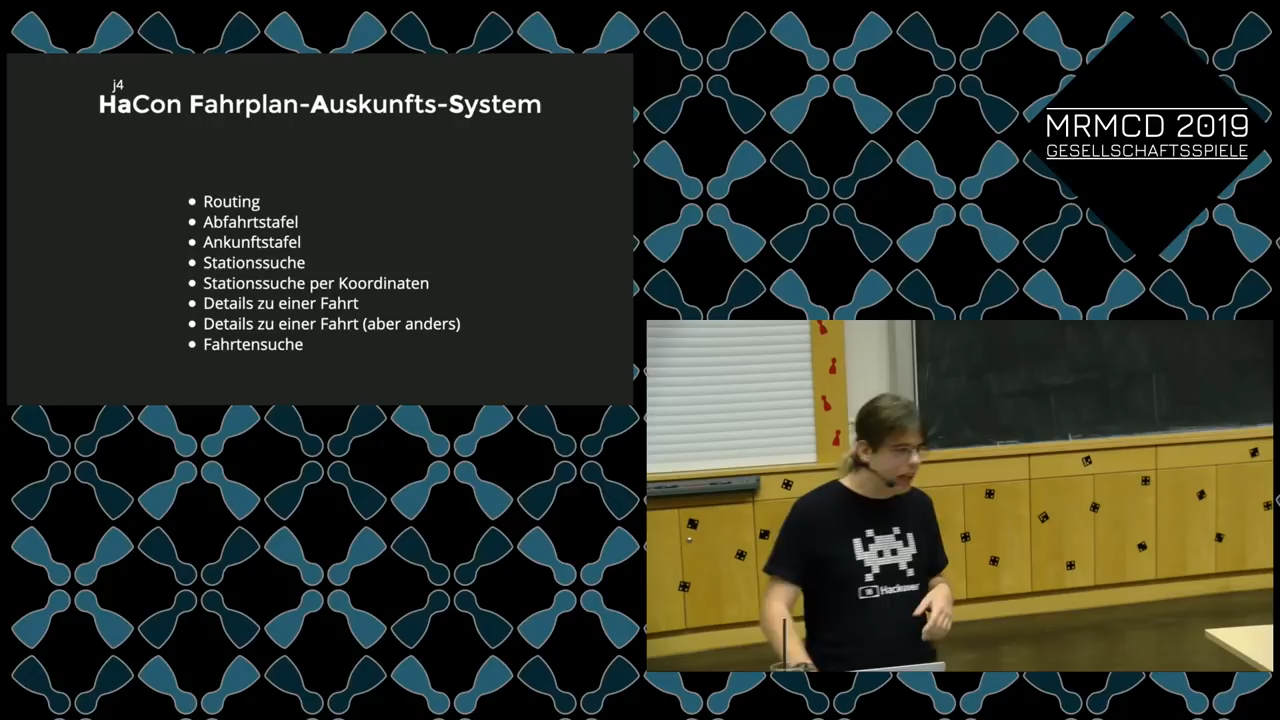 j4
HaCon Fahrplan-Auskunfts-System
• Routing
• Abfahrtstafel
• Ankunftstafel
• Stationssuche
• Stationssuche per Koordinaten
• Details zu einer Fahrt
• Details zu einer Fahrt (aber anders)
• Fahrtensuche
MRMCD 2019
GESELLSCHAFTSSPIELE
Hackover